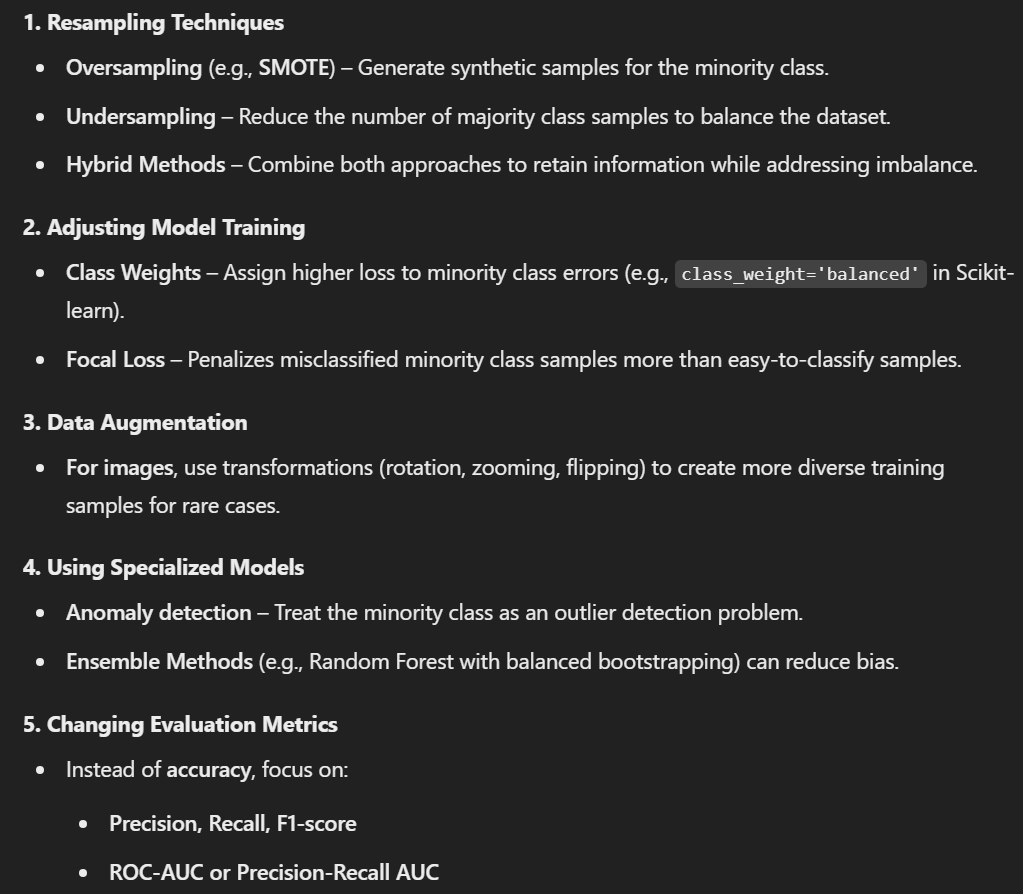 1. Resampling Techniques
• Oversampling (e.g., SMOTE) – Generate synthetic samples for the minority class.
• Undersampling – Reduce the number of majority class samples to balance the dataset.
• Hybrid Methods – Combine both approaches to retain information while addressing imbalance.
2. Adjusting Model Training
• Class Weights – Assign higher loss to minority class errors (e.g., class_weight='balanced' in Scikit-
learn).
• Focal Loss – Penalizes misclassified minority class samples more than easy-to-classify samples.
3. Data Augmentation
• For images, use transformations (rotation, zooming, flipping) to create more diverse training
samples for rare cases.
4. Using Specialized Models
• Anomaly detection – Treat the minority class as an outlier detection problem.
• Ensemble Methods (e.g., Random Forest with balanced bootstrapping) can reduce bias.
5. Changing Evaluation Metrics
• Instead of accuracy, focus on:
• Precision, Recall, F1-score
• ROC-AUC or Precision-Recall AUC